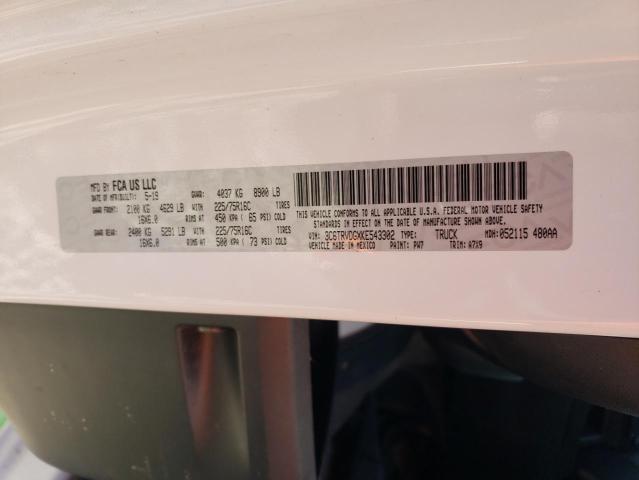 MFD BY FCA US LLC GVWR: 4037 KG 8900 LB
DATE OF MFR(BUILT): 5-19
GAWR FRONT: 2100 KG 4629 LB WITH 225/75R16C TIRES
16X6.0 RIMS AT 450 KPA ( 65 PSI) COLD
GAWR REAR: 2400 KG 5291 LB WITH 225/75R16C TIRES
16X6.0 RIMS AT 500 KPA ( 73 PSI) COLD
THIS VEHICLE CONFORMS TO ALL APPLICABLE U.S.A. FEDERAL MOTOR VEHICLE SAFETY
STANDARDS IN EFFECT ON THE DATE OF MANUFACTURE SHOWN ABOVE.
VIN: 3C6TRVDGXKE543302 TYPE: TRUCK MDH: 052115 480AA
VEHICLE MADE IN MEXICO PAINT: PW7 TRIM: A7X9